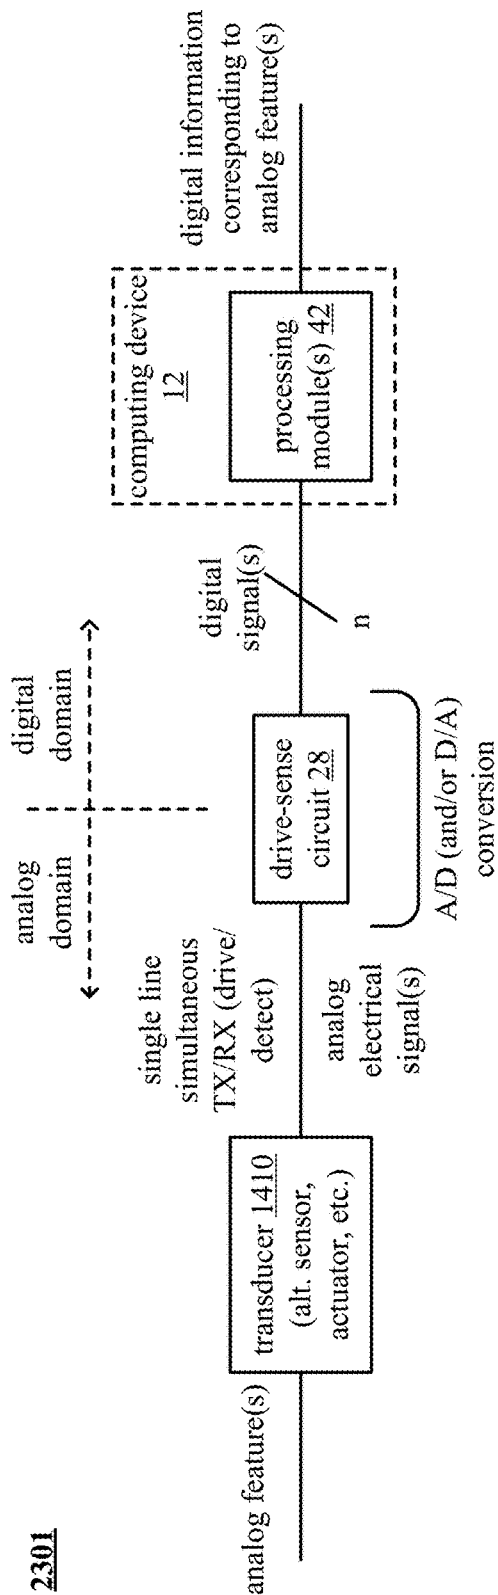 2301
analog
domain
digital
domain
computing device
12
digital information
corresponding to
analog feature(s)
single line
simultaneous
TX/RX (drive/
detect)
digital
signal(s)
analog feature(s)
transducer 1410
(alt. sensor,
actuator, etc.)
drive-sense
circuit 28
processing
module(s) 42
analog
electrical
signal(s)
n
A/D (and/or D/A)
conversion